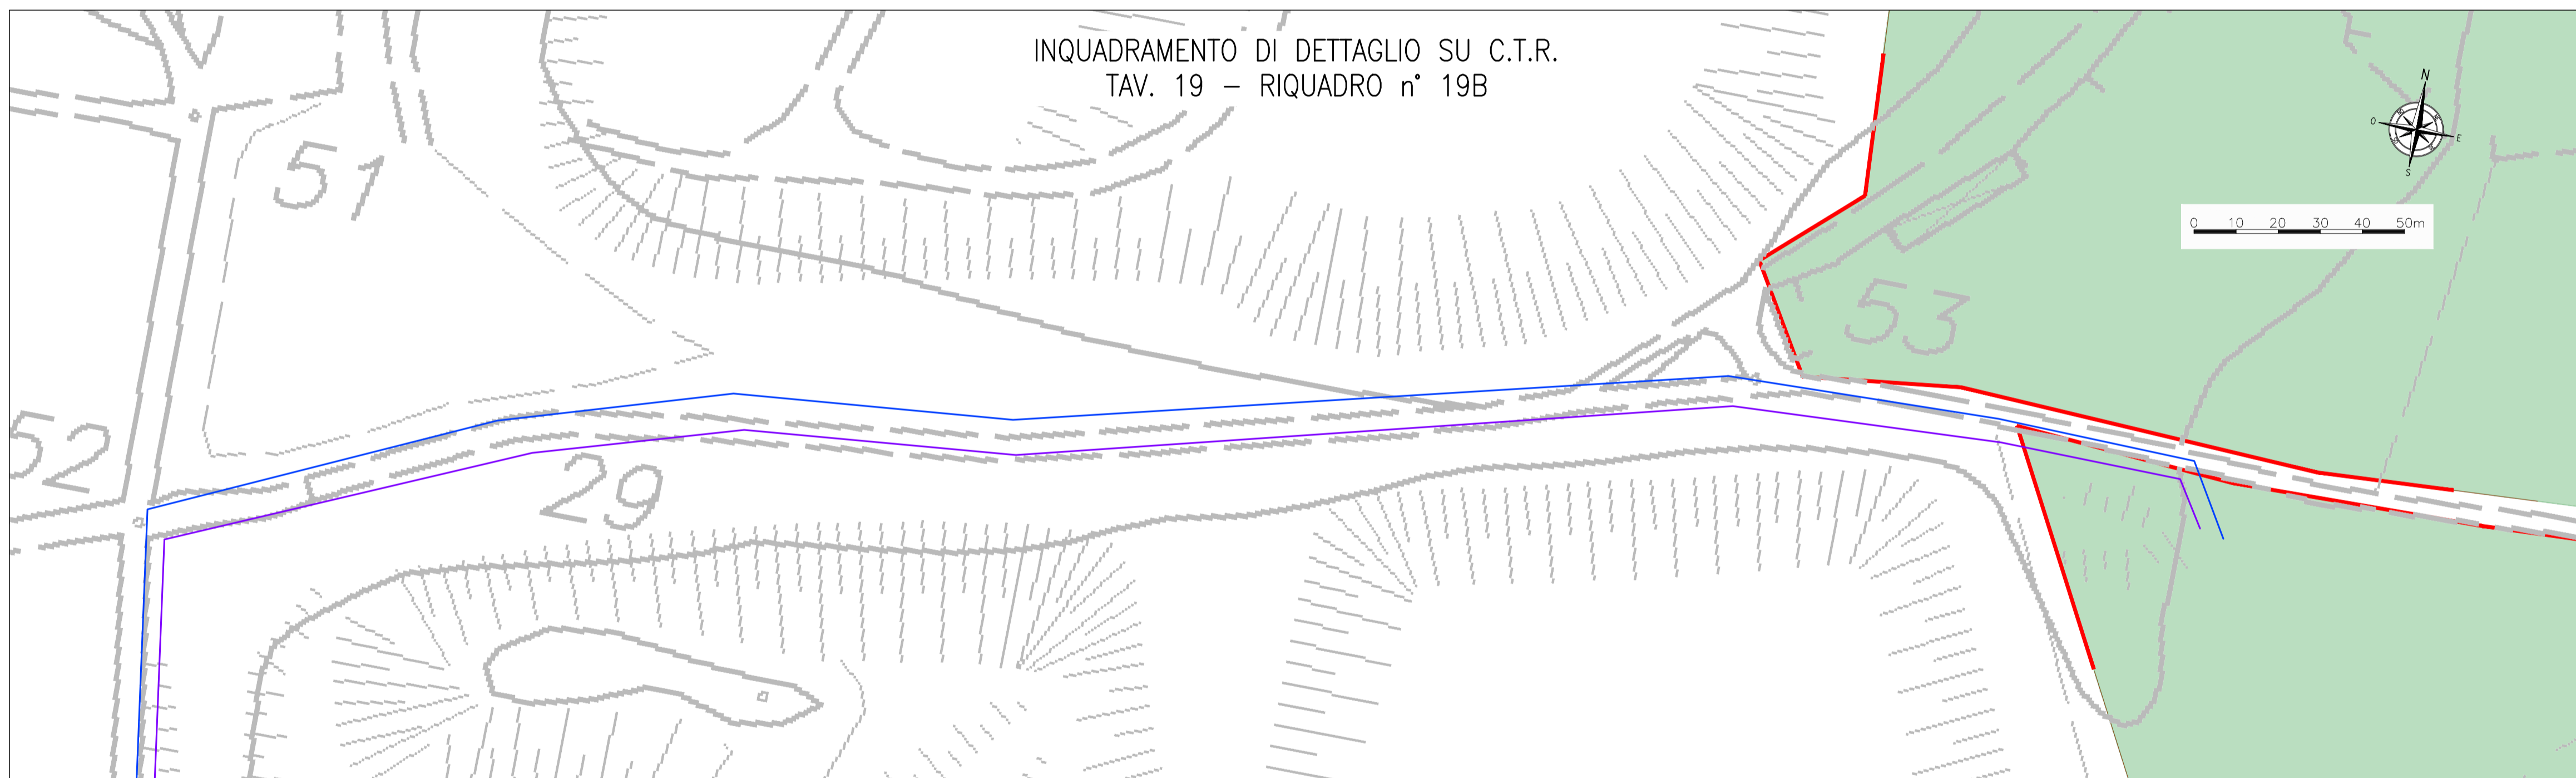 INQUADRAMENTO DI DETTAGLIO SU C.T.R.
TAV. 19 – RIQUADRO n° 19B
N
O
E
S
0 10 20 30 40 50m
51
53
52
29